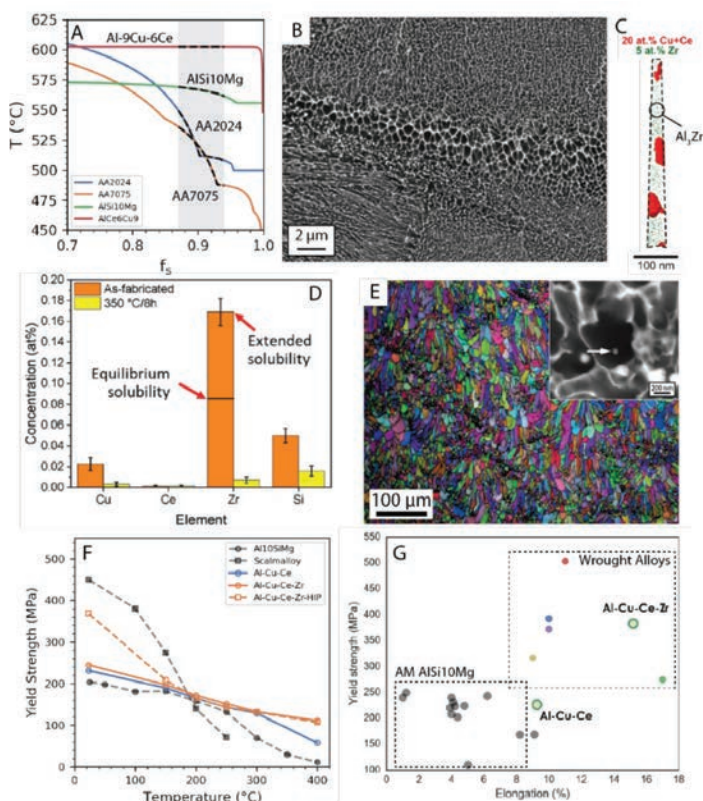 A
Al-9Cu-6Ce
AlSi10Mg
AA2024
AA7075
625
600
575
550
525
500
475
450
T (°C)
AA2024
AA7075
AlSi10Mg
AlCe6Cu9
0.7 0.8 0.9 1.0
fs
B
2 μm
C
20 at.% Cu+Ce
5 at.% Zr
Al3Zr
100 nm
D
As-fabricated
350 °C/8h
Extended
solubility
Equilibrium
solubility
0.20
0.18
0.16
0.14
0.12
0.10
0.08
0.06
0.04
0.02
0
Concentration (at%)
Cu Ce Zr Si
Element
E
200 nm
100 μm
F
Al10SiMg
Scalmalloy
Al-Cu-Ce
Al-Cu-Ce-Zr
Al-Cu-Ce-Zr-HIP
500
400
300
200
100
0
Yield Strength (MPa)
0 50 100 150 200 250 300 350 400
Temperature (°C)
G
Wrought Alloys
Al-Cu-Ce-Zr
AM AlSi10Mg
Al-Cu-Ce
550
500
450
400
350
300
250
200
150
100
Yield strength (MPa)
0 2 4 6 8 10 12 14 16 18
Elongation (%)